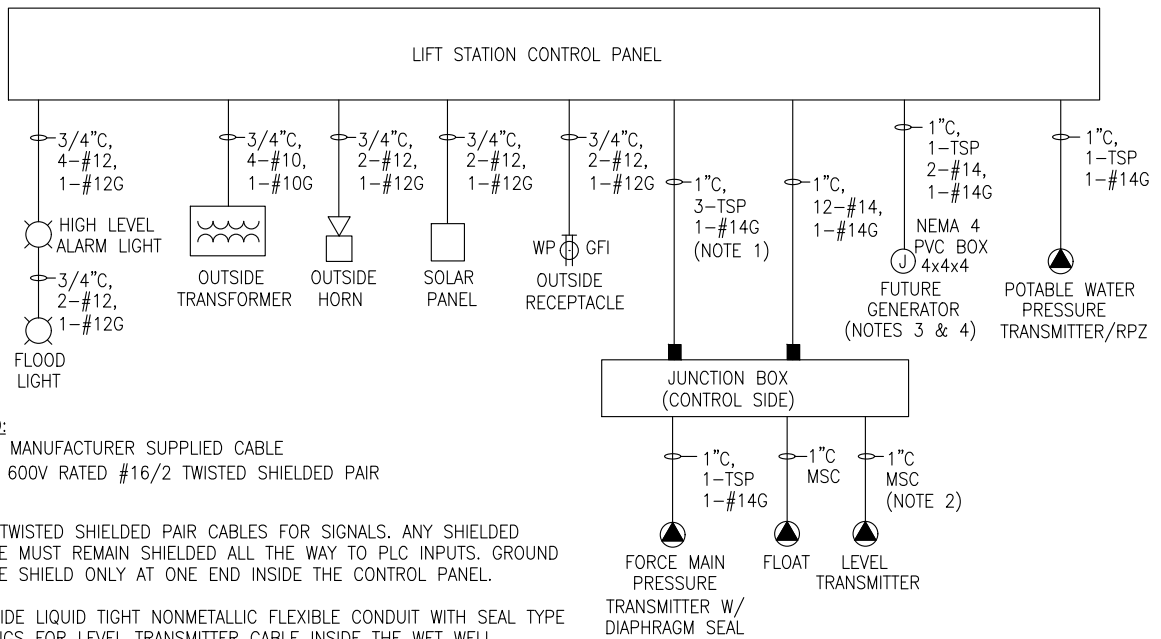 LIFT STATION CONTROL PANEL
3/4"C,
4-#12,
1-#12G
3/4"C,
4-#10,
1-#10G
3/4"C,
2-#12,
1-#12G
3/4"C,
2-#12,
1-#12G
3/4"C,
2-#12,
1-#12G
1"C,
3-TSP
1-#14G
(NOTE 1)
1"C,
12-#14,
1-#14G
1"C,
1-TSP
2-#14,
1-#14G
1"C,
1-TSP
1-#14G
HIGH LEVEL
ALARM LIGHT
3/4"C,
2-#12,
1-#12G
FLOOD
LIGHT
OUTSIDE
TRANSFORMER
OUTSIDE
HORN
SOLAR
PANEL
WP GFI
OUTSIDE
RECEPTACLE
NEMA 4
PVC BOX
4x4x4
J
FUTURE
GENERATOR
(NOTES 3 & 4)
POTABLE WATER
PRESSURE
TRANSMITTER/RPZ
JUNCTION BOX
(CONTROL SIDE)
1"C,
1-TSP
1-#14G
1"C
MSC
1"C
MSC
(NOTE 2)
FORCE MAIN
PRESSURE
TRANSMITTER W/
DIAPHRAGM SEAL
FLOAT
LEVEL
TRANSMITTER
MANUFACTURER SUPPLIED CABLE
600V RATED #16/2 TWISTED SHIELDED PAIR
TWISTED SHIELDED PAIR CABLES FOR SIGNALS. ANY SHIELDED
MUST REMAIN SHIELDED ALL THE WAY TO PLC INPUTS. GROUND
SHIELD ONLY AT ONE END INSIDE THE CONTROL PANEL.
LIQUID TIGHT NONMETALLIC FLEXIBLE CONDUIT WITH SEAL TYPE
FOR LEVEL TRANSMITTER CABLE INSIDE THE WET WELL